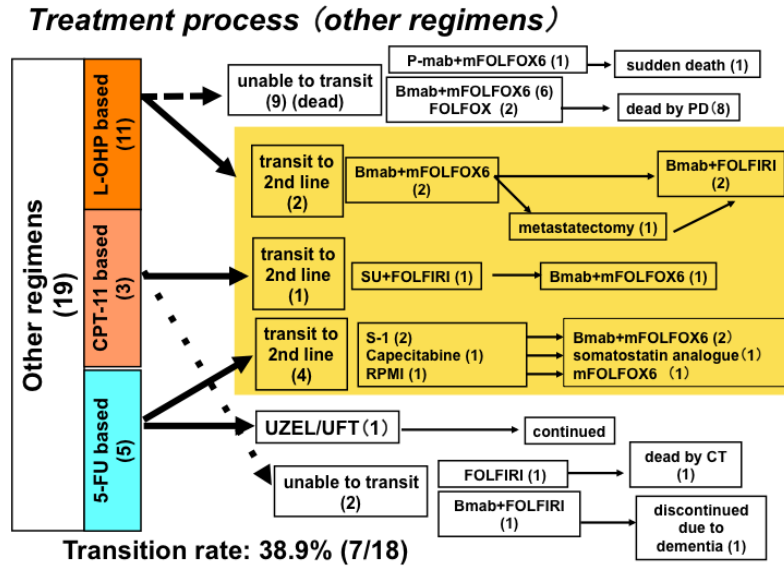 Treatment process（other regimens）
Other regimens
(19)
L-OHP based
(11)
CPT-11 based
(3)
5-FU based
(5)
unable to transit
(9) (dead)
P-mab+mFOLFOX6 (1)
sudden death (1)
Bmab+mFOLFOX6 (6)
FOLFOX (2)
dead by PD(8)
transit to
2nd line
(2)
Bmab+mFOLFOX6
(2)
Bmab+FOLFIRI
(2)
metastatectomy (1)
transit to
2nd line
(1)
SU+FOLFIRI (1)
Bmab+mFOLFOX6 (1)
transit to
2nd line
(4)
S-1 (2)
Capecitabine (1)
RPMI (1)
Bmab+mFOLFOX6 (2)
somatostatin analogue(1)
mFOLFOX6 (1)
UZEL/UFT(1)
continued
unable to transit
(2)
FOLFIRI (1)
dead by CT
(1)
Bmab+FOLFIRI
(1)
discontinued
due to
dementia (1)
Transition rate: 38.9% (7/18)